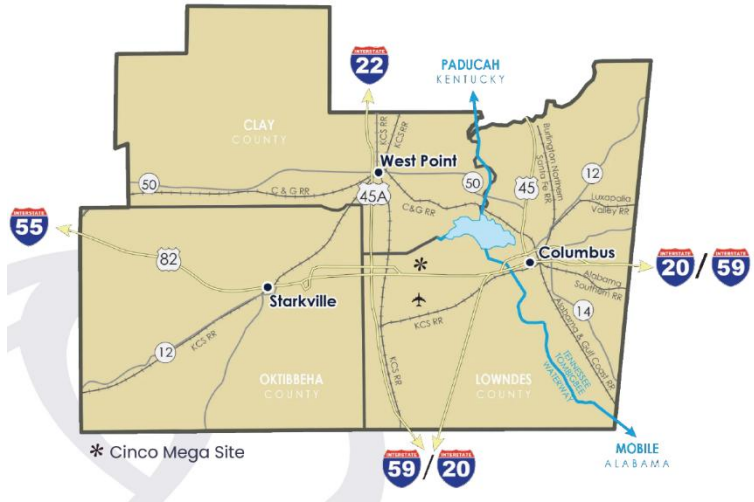 INTERSTATE
22
PADUCAH
KENTUCKY
CLAY
COUNTY
KCS RR
KCS RR
Burlington Northern
Santa Fe RR
West Point
50
C & G RR
45A
50
45
12
Luxapalila
Valley RR
C&G RR
INTERSTATE
55
82
Columbus
INTERSTATE
20
/
INTERSTATE
59
Starkville
Alabama
Southern RR
KCS RR
14
12
KCS RR
KCS RR
Alabama & Gulf Coast RR
TENNESSEE
TOMBIGBEE
WATERWAY
OKTIBBEHA
COUNTY
LOWNDES
COUNTY
* Cinco Mega Site
INTERSTATE
59
/
INTERSTATE
20
MOBILE
ALABAMA